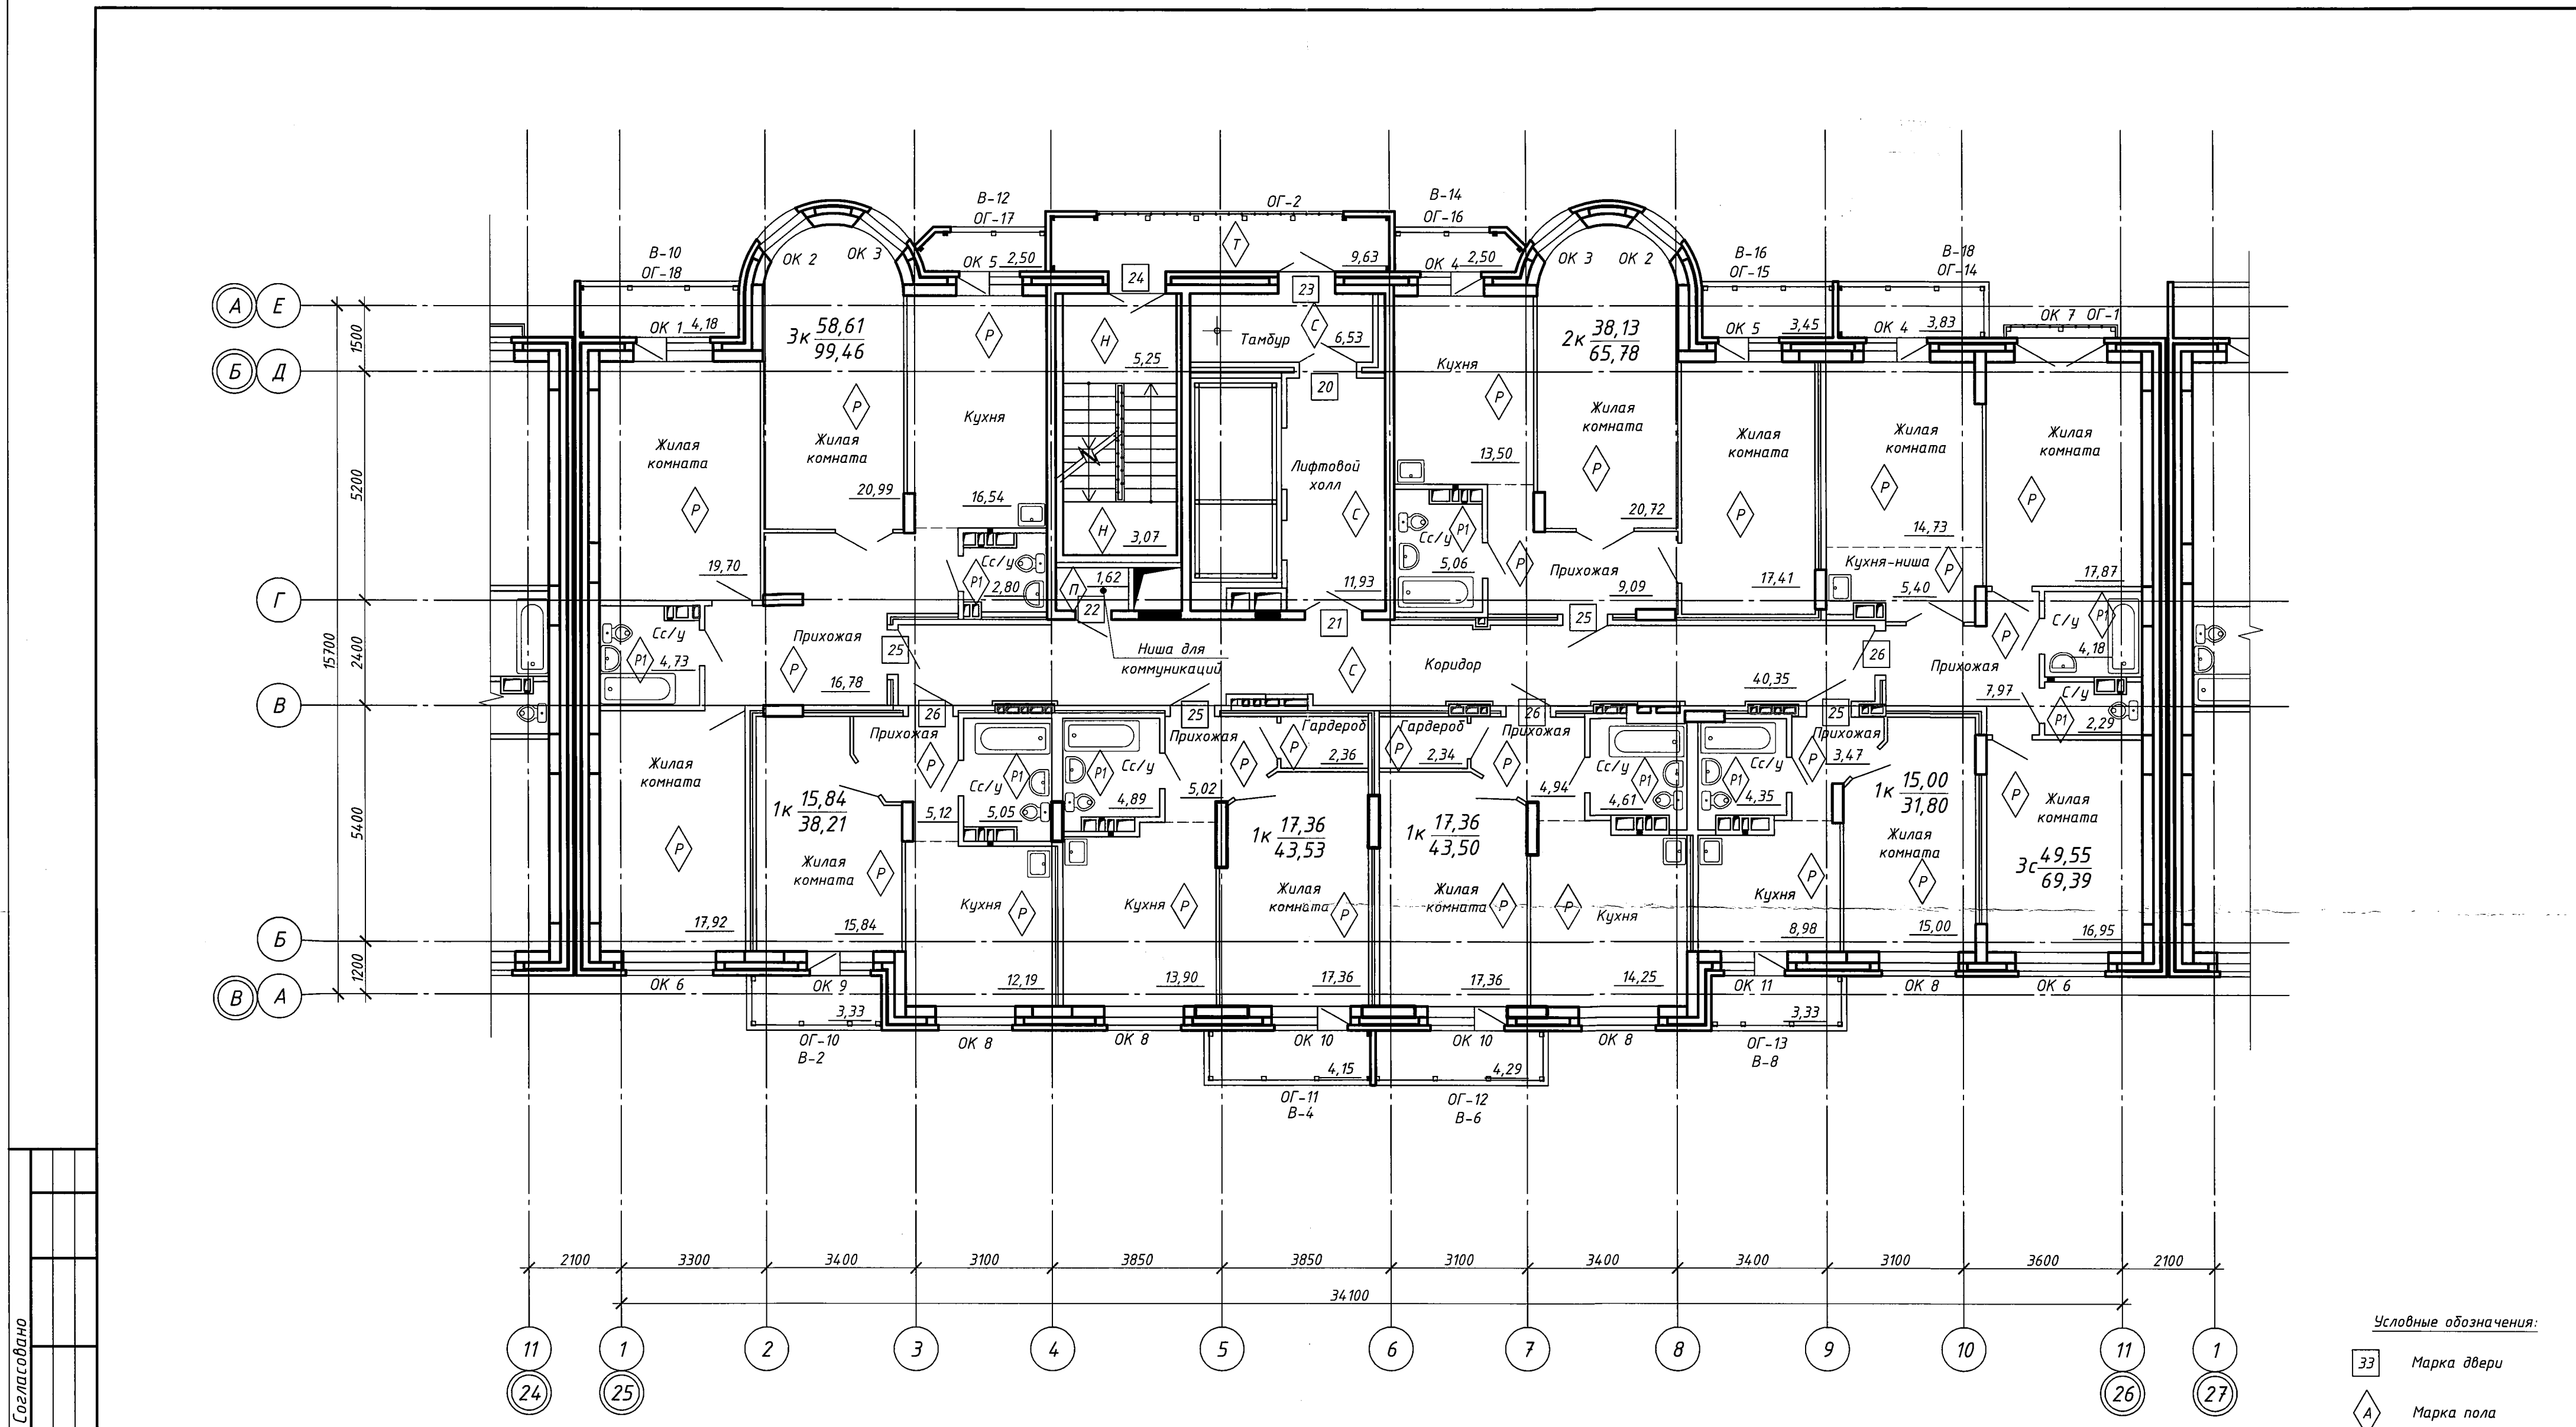 В-12
ОГ-17
ОГ-2
В-14
ОГ-16
В-10
ОГ-18
ОК 2
ОК 3
ОК 5 2,50
24
Т
9,63
ОК 4 2,50
ОК 3
ОК 2
В-16
ОГ-15
В-18
ОГ-14
А Е
ОК 1 4,18
3к 58,61
99,46
Р
Н
5,25
23
С
Тамбур
6,53
2к 38,13
65,78
ОК 5
3,45
ОК 4
3,83
ОК 7 ОГ-1
1500
Б Д
20
Кухня
Р
Р
Кухня
Жилая
комната
Р
Жилая
комната
Жилая
комната
Жилая
комната
Жилая
комната
Жилая
комната
Р
5200
20,99
16,54
Лифтовой
холл
С
13,50
20,72
Р
Р
Р
14,73
Р
Н
3,07
Сс/у
Р1
2,80
Сс/у
Р1
5,06
Р
Прихожая
9,09
17,41
Кухня-ниша
Р
5,40
17,87
19,70
П
1,62
11,93
Г
22
21
25
Сс/у
Р1
4,73
Прихожая
Р
16,78
25
Ниша для
коммуникаций
С
Коридор
40,35
26
Р
Прихожая
7,97
С/у
Р1
4,18
С/у
Р1
2,29
15700
2400
В
26
25
26
25
Прихожая
Р
5,12
Сс/у
Р1
5,05
Р1
Сс/у
4,89
Прихожая
Р
5,02
Гардероб
Р
2,36
Гардероб
Р
2,34
Прихожая
Р
4,94
Сс/у
Р1
4,61
Сс/у
Р1
4,35
Прихожая
Р
3,47
Жилая
комната
Р
17,92
1к 15,84
38,21
1к 17,36
43,53
1к 17,36
43,50
1к 15,00
31,80
Р
Жилая
комната
3с 49,55
69,39
5400
Жилая
комната
Р
15,84
Кухня
Р
12,19
Кухня
Р
13,90
Жилая
комната
Р
17,36
Жилая
комната
Р
17,36
Р
Кухня
14,25
Кухня
Р
8,98
Жилая
комната
Р
15,00
16,95
Б
1200
В А
ОК 6
ОК 9
3,33
ОГ-10
В-2
ОК 8
ОК 8
ОК 10
ОК 10
ОК 8
ОК 11
3,33
ОГ-13
В-8
ОК 8
ОК 6
4,15
4,29
ОГ-11
В-4
ОГ-12
В-6
2100 3300 3400 3100 3850 3850 3100 3400 3400 3100 3600 2100
34100
11 1 2 3 4 5 6 7 8 9 10 11 1
24 25 26 27
Согласовано
Условные обозначения:
33 Марка двери
А Марка пола